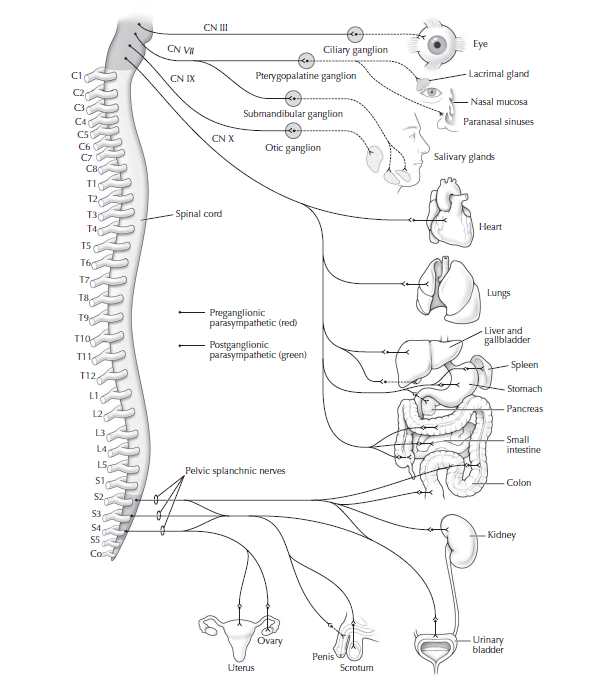 CN III
Ciliary ganglion
Eye
CN VII
Pterygopalatine ganglion
Lacrimal gland
CN IX
Nasal mucosa
Submandibular ganglion
Paranasal sinuses
CN X
Otic ganglion
Salivary glands
C1
C2
C3
C4
C5
C6
C7
C8
T1
T2
T3
T4
T5
T6
T7
T8
T9
T10
T11
T12
L1
L2
L3
L4
L5
S1
S2
S3
S4
S5
Co
Spinal cord
Heart
Lungs
Preganglionic
parasympathetic (red)
Postganglionic
parasympathetic (green)
Liver and
gallbladder
Spleen
Stomach
Pancreas
Small
intestine
Colon
Pelvic splanchnic nerves
Kidney
Urinary
bladder
Ovary
Uterus
Penis
Scrotum